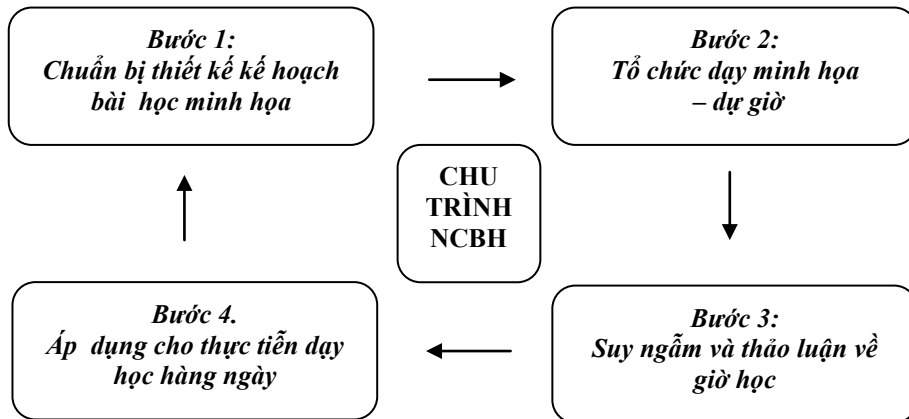 Bước 1:
Chuẩn bị thiết kế kế hoạch
bài học minh họa
Bước 2:
Tổ chức dạy minh họa
– dự giờ
CHU
TRÌNH
NCBH
Bước 4.
Áp dụng cho thực tiễn dạy
học hàng ngày
Bước 3:
Suy ngẫm và thảo luận về
giờ học